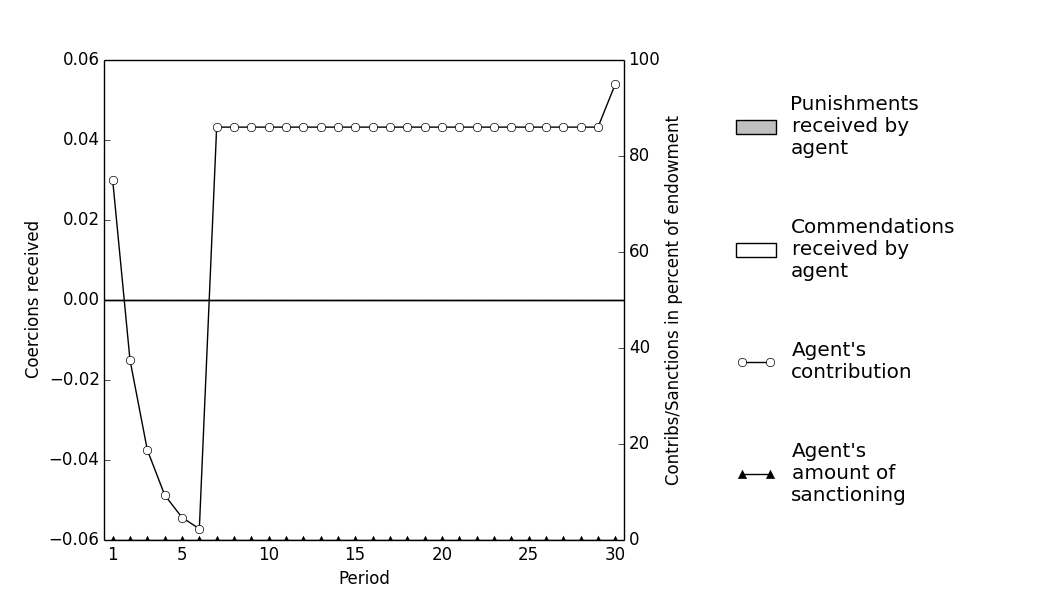 0.06
0.04
0.02
0.00
−0.02
−0.04
−0.06
Coercions received
1 5 10 15 20 25 30
Period
100
80
60
40
20
0
Contribs/Sanctions in percent of endowment
Punishments
received by
agent
Commendations
received by
agent
Agent's
contribution
Agent's
amount of
sanctioning